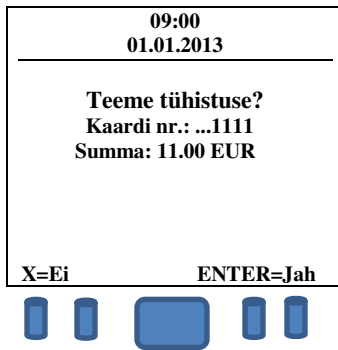 09:00
01.01.2013
Teeme tühistuse?
Kaardi nr.: ...1111
Summa: 11.00 EUR
X=Ei ENTER=Jah